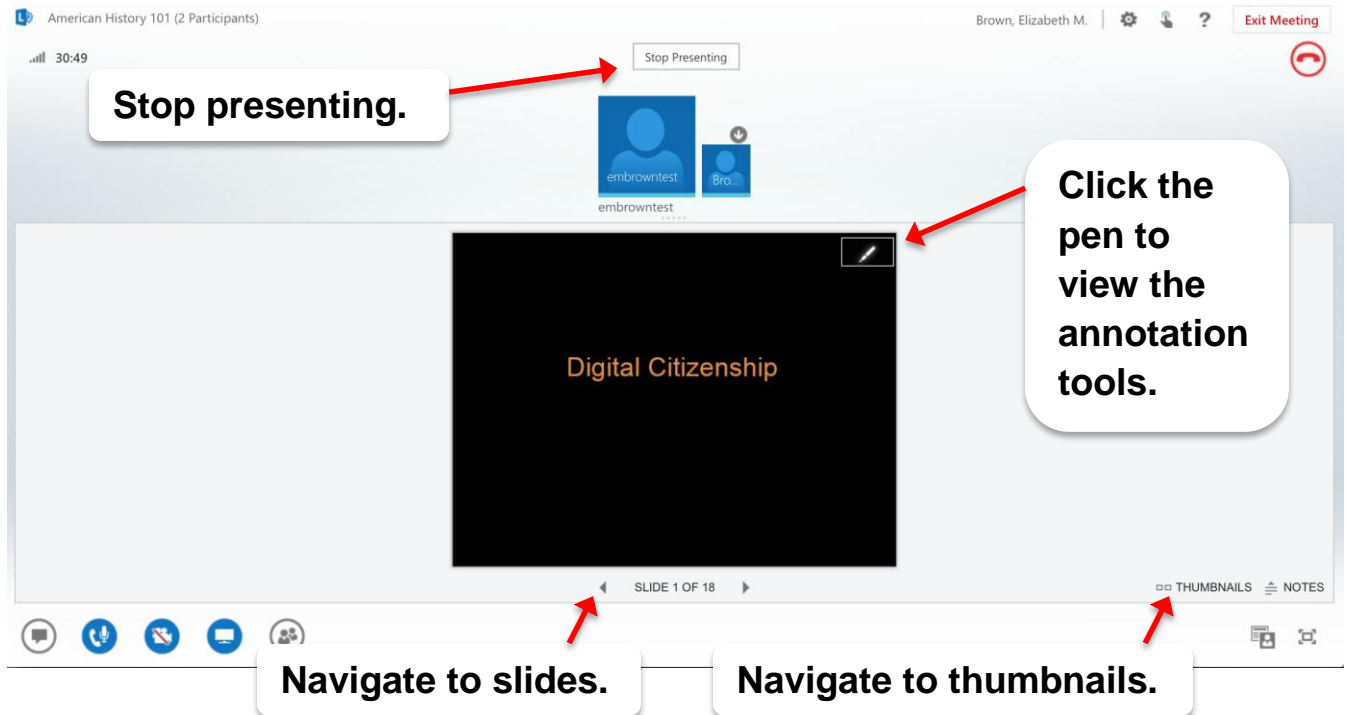 American History 101 (2 Participants)
Brown, Elizabeth M.
?
Exit Meeting
30:49
Stop Presenting
Stop presenting.
embrowntest
Bro...
embrowntest
Click the
pen to
view the
annotation
tools.
Digital Citizenship
SLIDE 1 OF 18
THUMBNAILS
NOTES
Navigate to slides.
Navigate to thumbnails.